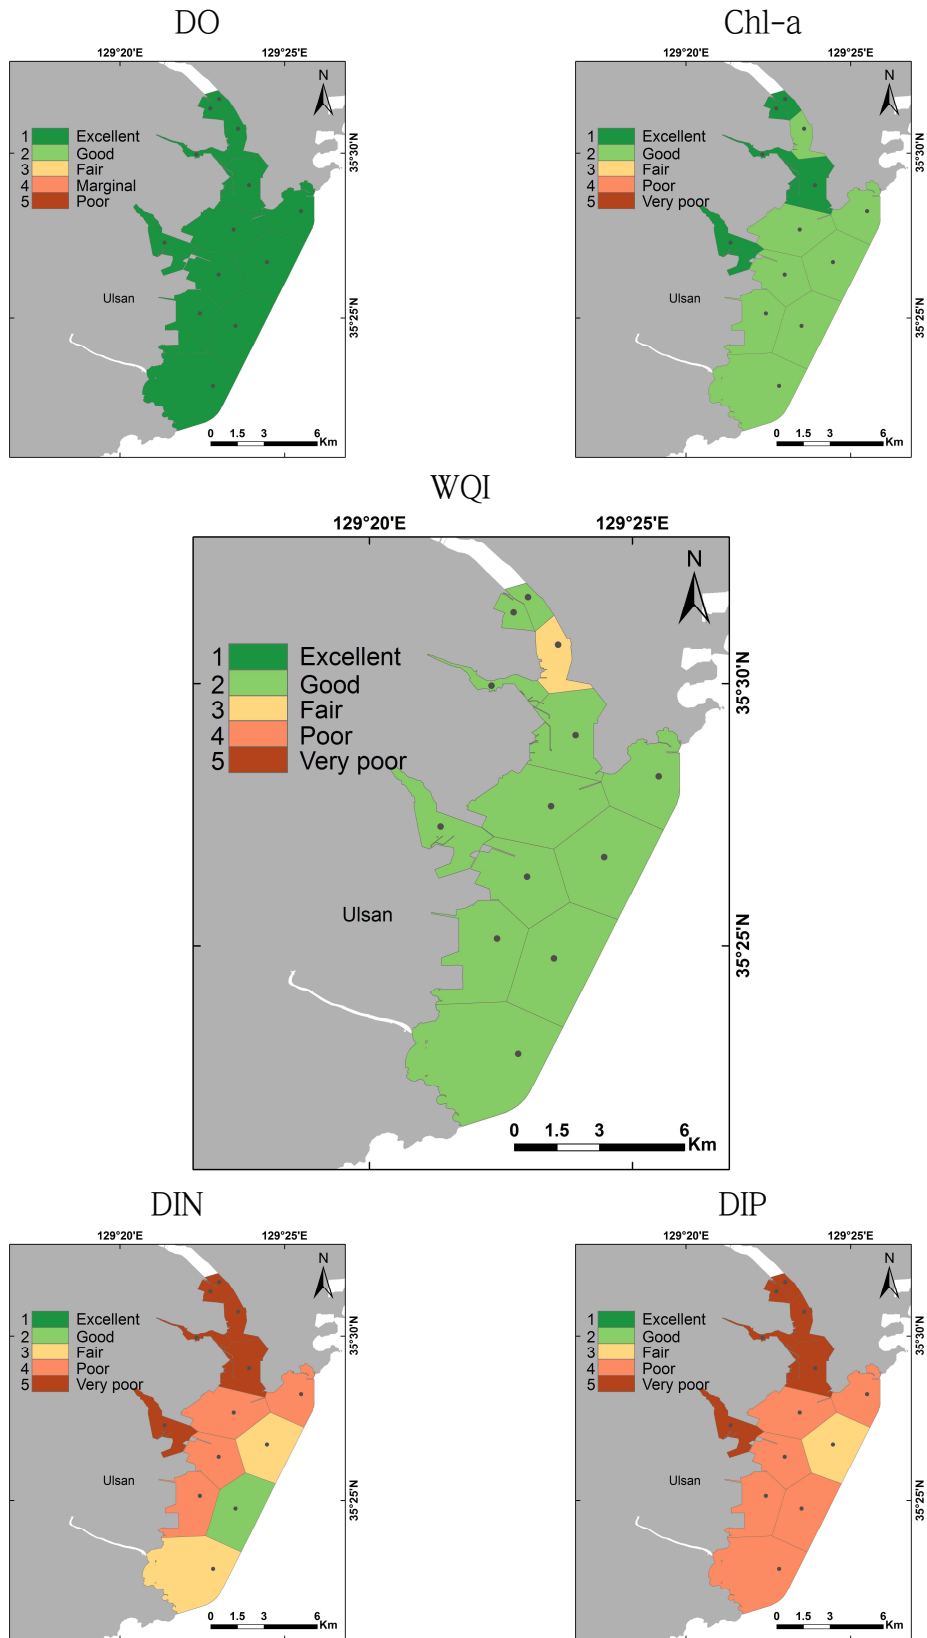 DO
129°20'E 129°25'E
N
1 Excellent
2 Good
3 Fair
4 Marginal
5 Poor
35°30'N
Ulsan
35°25'N
0 1.5 3 6
Km
Chl-a
129°20'E 129°25'E
N
1 Excellent
2 Good
3 Fair
4 Poor
5 Very poor
35°30'N
Ulsan
35°25'N
0 1.5 3 6
Km
WQI
129°20'E 129°25'E
N
1 Excellent
2 Good
3 Fair
4 Poor
5 Very poor
35°30'N
Ulsan
35°25'N
0 1.5 3 6
Km
DIN
129°20'E 129°25'E
N
1 Excellent
2 Good
3 Fair
4 Poor
5 Very poor
35°30'N
Ulsan
35°25'N
0 1.5 3 6
Km
DIP
129°20'E 129°25'E
N
1 Excellent
2 Good
3 Fair
4 Poor
5 Very poor
35°30'N
Ulsan
35°25'N
0 1.5 3 6
Km